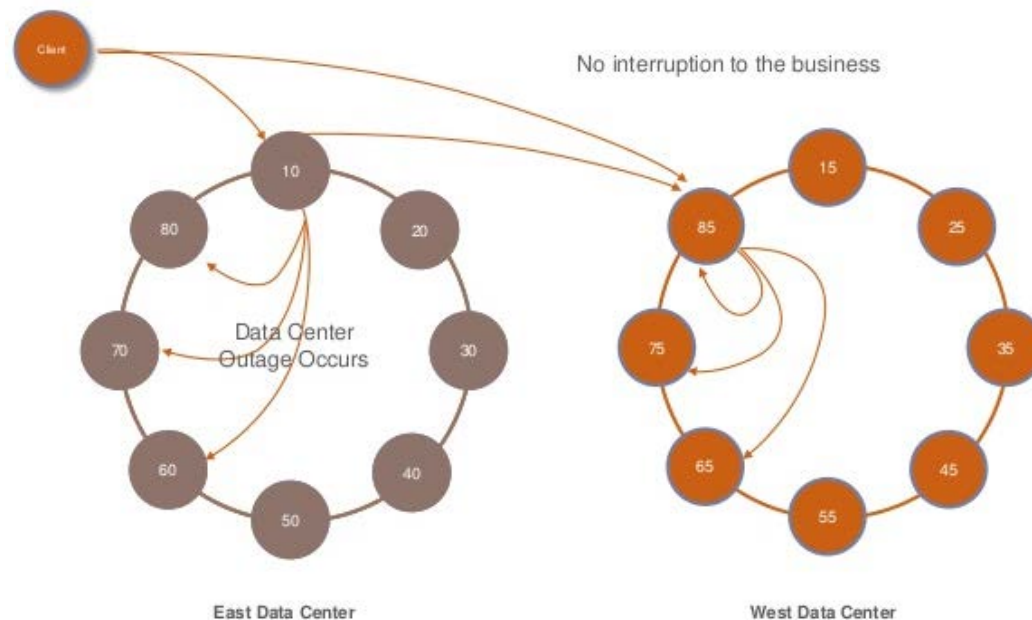 Client
No interruption to the business
10
80
20
70
Data Center
Outage Occurs
30
60
40
50
East Data Center
15
85
25
75
35
65
45
55
West Data Center